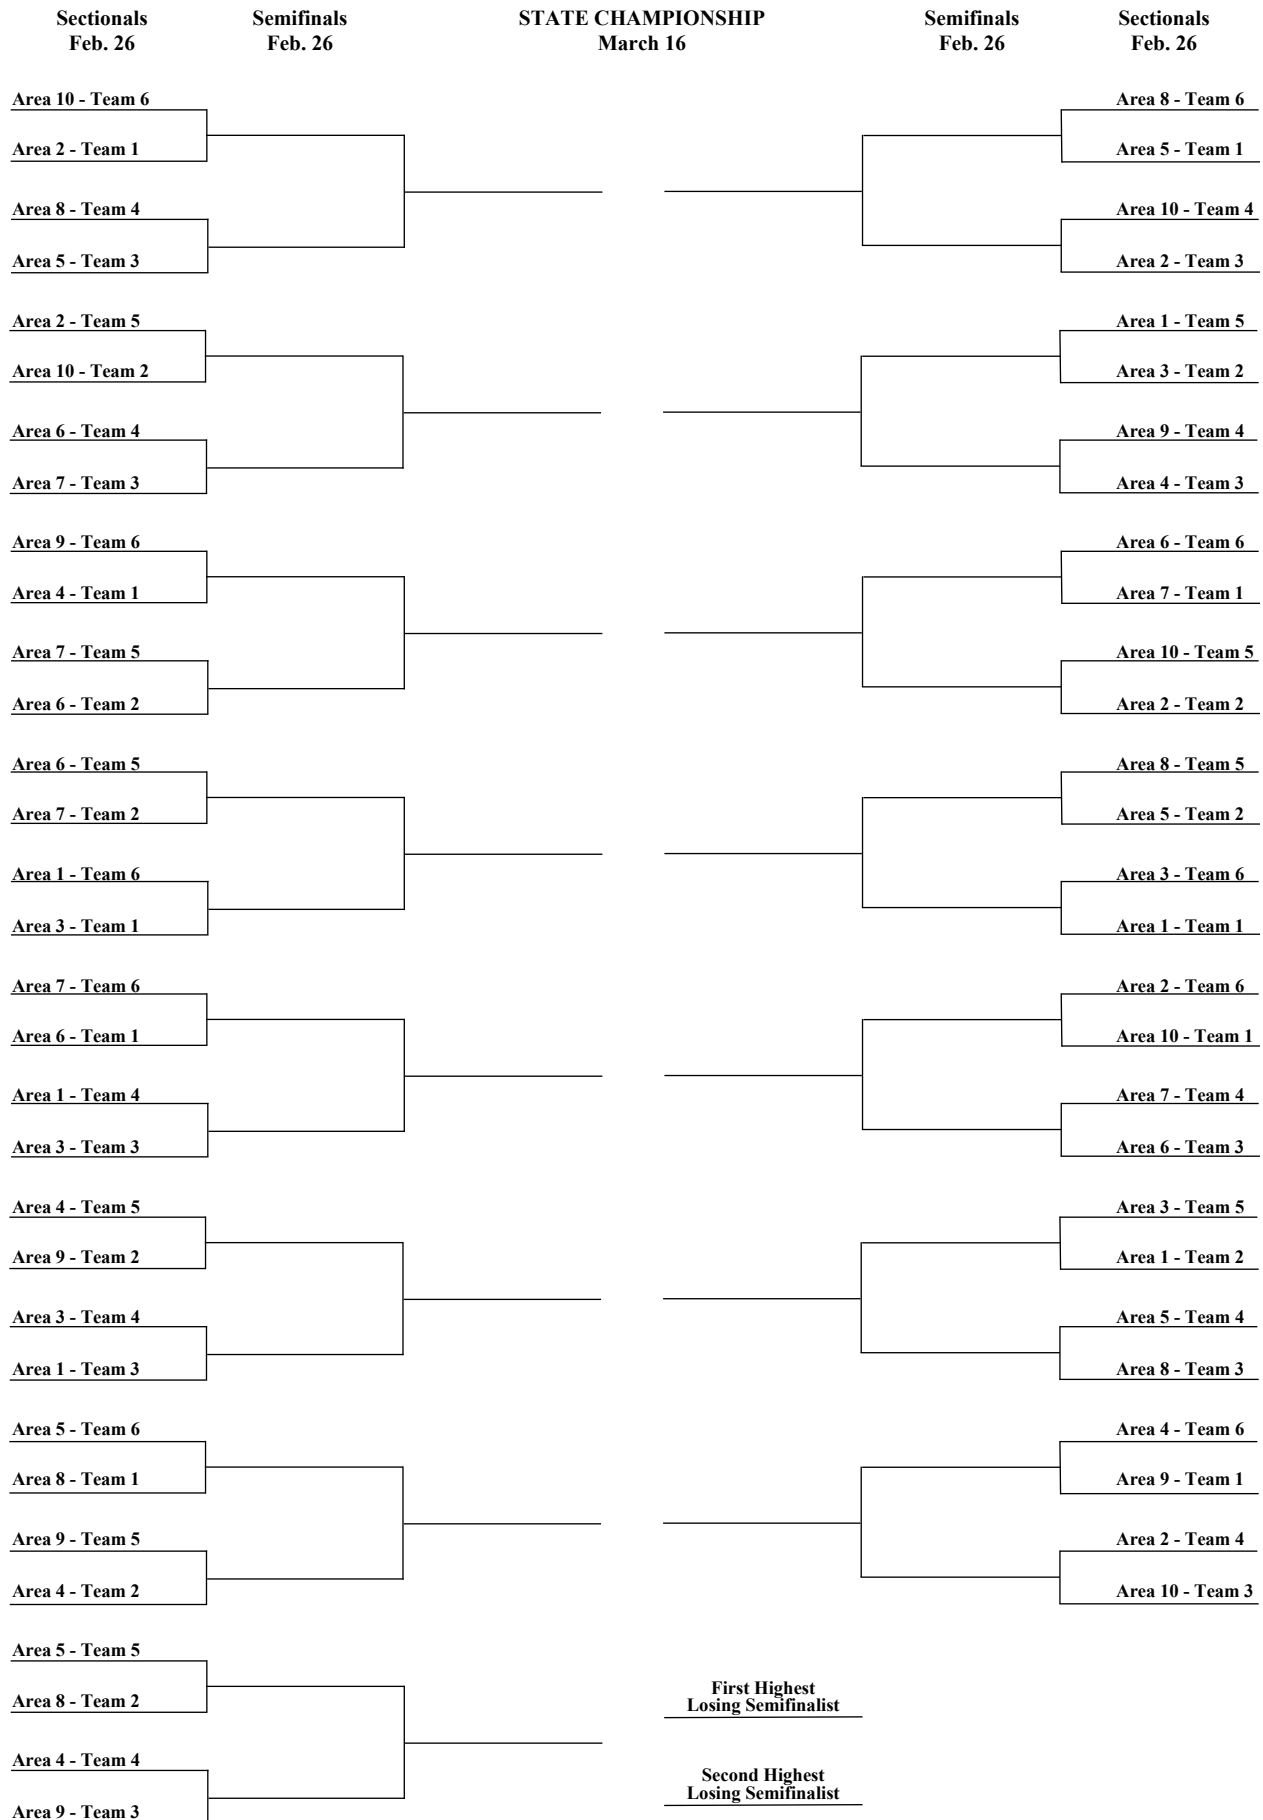 Sectionals Semifinals STATE CHAMPIONSHIP Semifinals Sectionals
Feb. 26 Feb. 26 March 16 Feb. 26 Feb. 26
Area 10 - Team 6 Area 8 - Team 6
Area 2 - Team 1 Area 5 - Team 1
Area 8 - Team 4 Area 10 - Team 4
Area 5 - Team 3 Area 2 - Team 3
Area 2 - Team 5 Area 1 - Team 5
Area 10 - Team 2 Area 3 - Team 2
Area 6 - Team 4 Area 9 - Team 4
Area 7 - Team 3 Area 4 - Team 3
Area 9 - Team 6 Area 6 - Team 6
Area 4 - Team 1 Area 7 - Team 1
Area 7 - Team 5 Area 10 - Team 5
Area 6 - Team 2 Area 2 - Team 2
Area 6 - Team 5 Area 8 - Team 5
Area 7 - Team 2 Area 5 - Team 2
Area 1 - Team 6 Area 3 - Team 6
Area 3 - Team 1 Area 1 - Team 1
Area 7 - Team 6 Area 2 - Team 6
Area 6 - Team 1 Area 10 - Team 1
Area 1 - Team 4 Area 7 - Team 4
Area 3 - Team 3 Area 6 - Team 3
Area 4 - Team 5 Area 3 - Team 5
Area 9 - Team 2 Area 1 - Team 2
Area 3 - Team 4 Area 5 - Team 4
Area 1 - Team 3 Area 8 - Team 3
Area 5 - Team 6 Area 4 - Team 6
Area 8 - Team 1 Area 9 - Team 1
Area 9 - Team 5 Area 2 - Team 4
Area 4 - Team 2 Area 10 - Team 3
Area 5 - Team 5
Area 8 - Team 2
First Highest
Losing Semifinalist
Area 4 - Team 4
Area 9 - Team 3
Second Highest
Losing Semifinalist